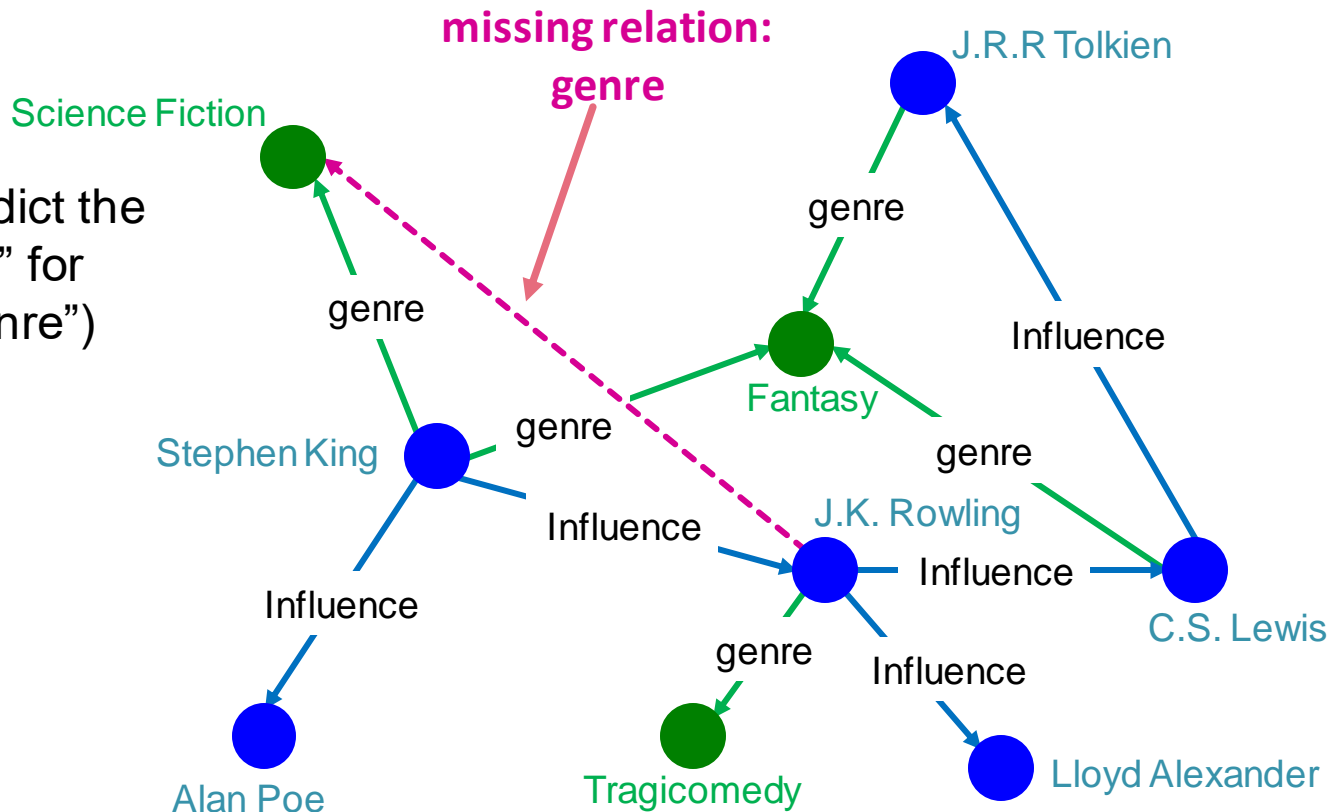 missing relation:
genre
J.R.R Tolkien
Science Fiction
dict the
” for
nre”)
genre
genre
Influence
Fantasy
genre
Stephen King
genre
J.K. Rowling
Influence
Influence
Influence
C.S. Lewis
genre
Influence
Alan Poe
Tragicomedy
Lloyd Alexander